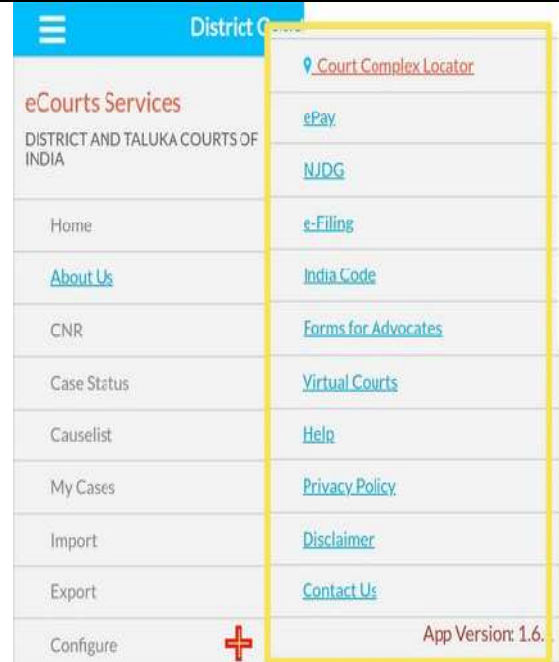 District
eCourts Services
DISTRICT AND TALUKA COURTS OF
INDIA
Home
About Us
CNR
Case Status
Causelist
My Cases
Import
Export
Configure
Court Complex Locator
ePay
NJDG
e-Filing
India Code
Forms for Advocates
Virtual Courts
Help
Privacy Policy
Disclaimer
Contact Us
App Version: 1.6.